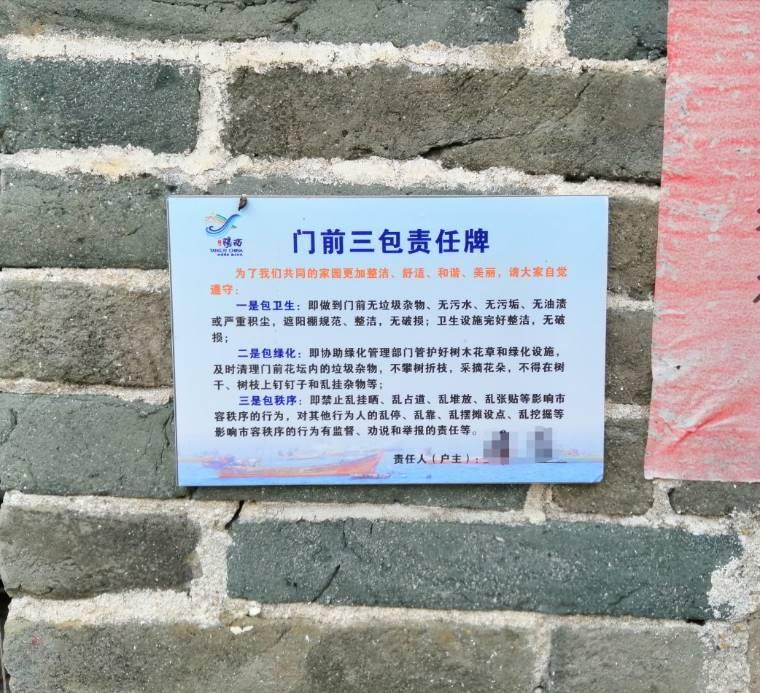 阳西
YANGXI CHINA
门前三包责任牌
为了我们共同的家园更加整洁、舒适、和谐、美丽，请大家自觉
遵守：
一是包卫生：即做到门前无垃圾杂物、无污水、无污垢、无油渍
或严重积尘，遮阳棚规范、整洁，无破损；卫生设施完好整洁，无破
损；
二是包绿化：即协助绿化管理部门管护好树木花草和绿化设施，
及时清理门前花坛内的垃圾杂物，不攀树折枝，采摘花朵，不得在树
干、树枝上钉钉子和乱挂杂物等；
三是包秩序：即禁止乱挂晒、乱占道、乱堆放、乱张贴等影响市
容秩序的行为，对其他行为人的乱停、乱靠、乱摆摊设点、乱挖掘等
影响市容秩序的行为有监督、劝说和举报的责任等。
责任人（户主）：